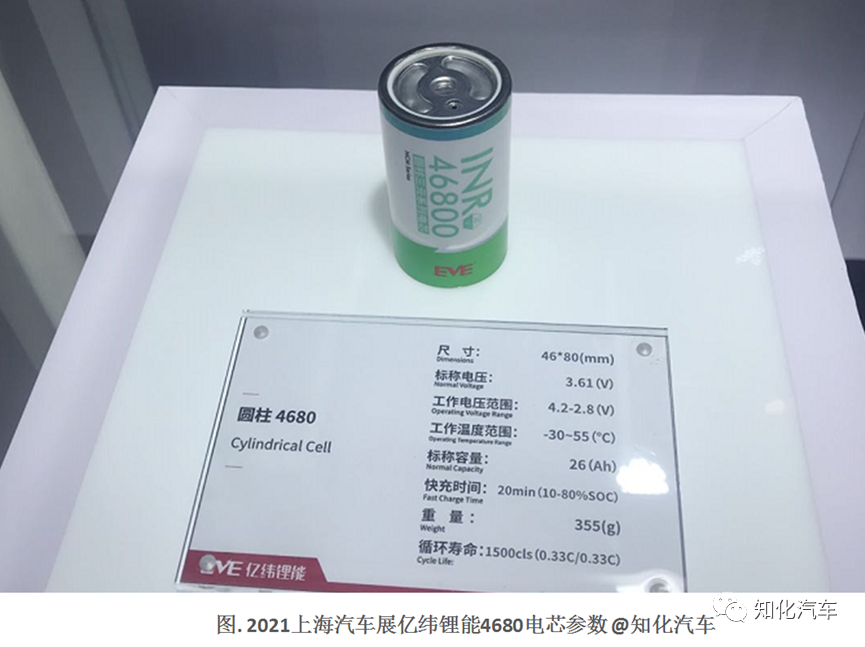 INR
46800
NCM Series
EVE
圆柱 4680
Cylindrical Cell
尺 寸: 46*80(mm)
Dimensions
标称电压: 3.61(V)
Normal Voltage
工作电压范围: 4.2-2.8(V)
Operating Voltage Range
工作温度范围: -30~55(℃)
Operating Temperature Range
标称容量: 26(Ah)
Normal Capacity
快充时间: 20min(10-80%SOC)
Fast Charge Time
重 量: 355(g)
Weight
循环寿命:1500cls(0.33C/0.33C)
Cycle Life:
EVE 亿纬锂能
知化汽车
图. 2021上海汽车展亿纬锂能4680电芯参数@知化汽车